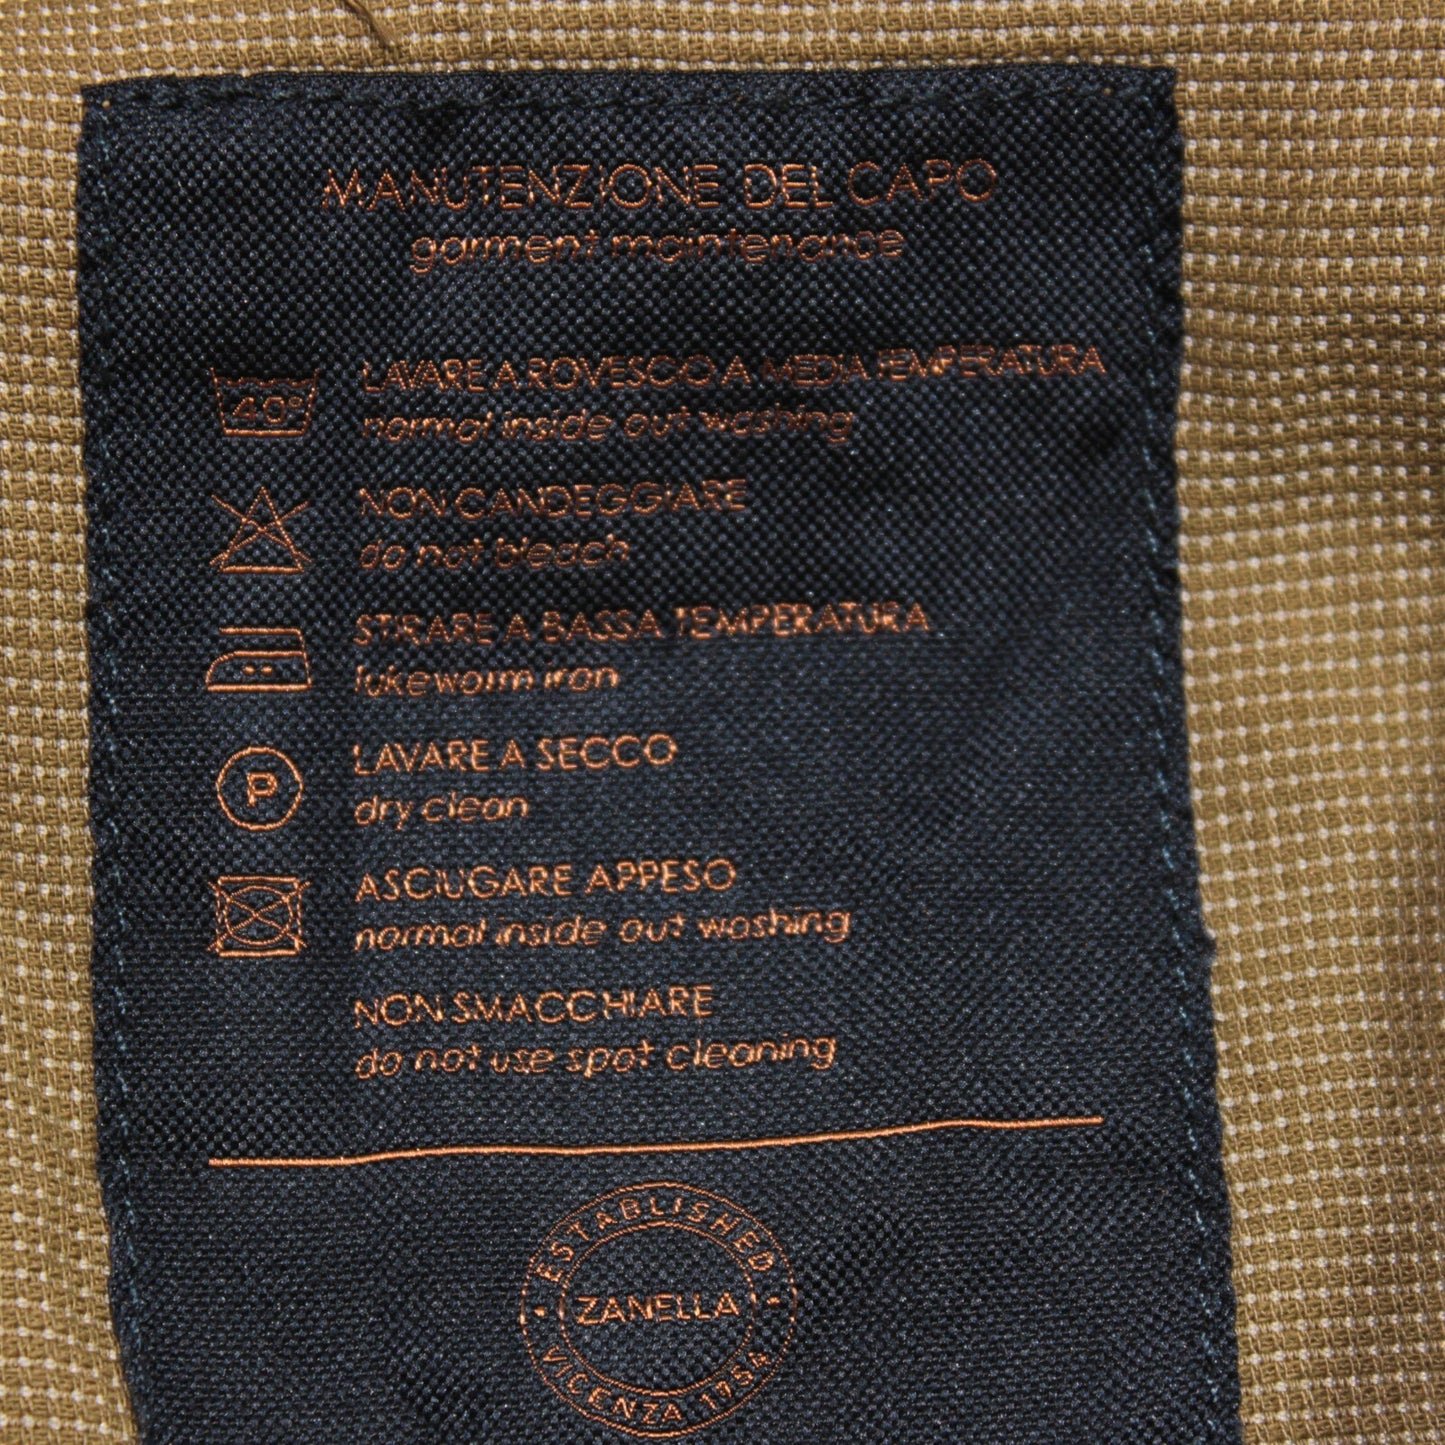 MANUTENZIONE DEL CAPO
garment maintenance
40°
LAVARE A ROVESCIO A MEDIA TEMPERATURA
normal inside out washing
NON CANDEGGIARE
do not bleach
STIRARE A BASSA TEMPERATURA
lukewarm iron
P
LAVARE A SECCO
dry clean
ASCIUGARE APPESO
normal inside out washing
NON SMACCHIARE
do not use spot cleaning
ESTABLISHED
ZANELLA
VICENZA 1954